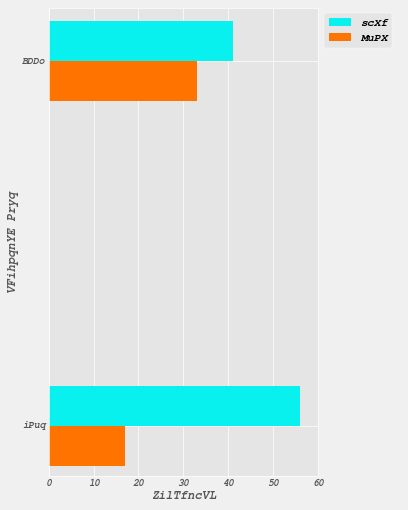 scXf
MuPX
BDDo
iPuq
VFihpqnYE Pryq
0 10 20 30 40 50 60
ZilTfncVL